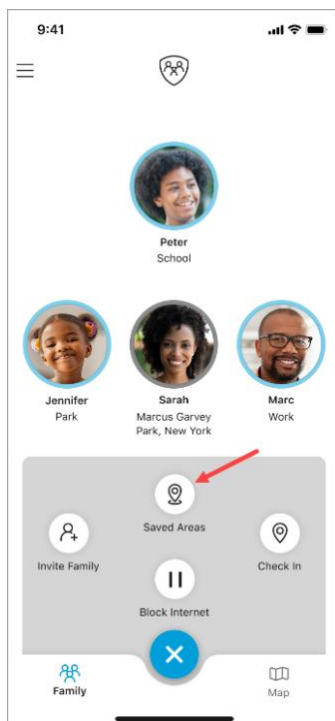 9:41
Peter
School
Jennifer
Park
Sarah
Marcus Garvey
Park, New York
Marc
Work
Saved Areas
Invite Family
Check In
Block Internet
Family
Map